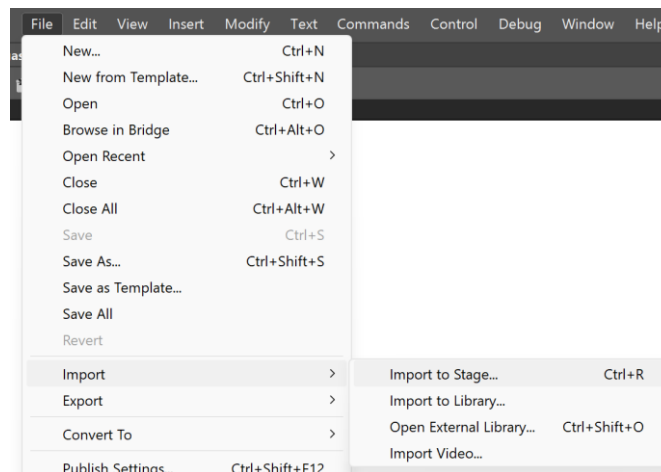 File Edit View Insert Modify Text Commands Control Debug Window Help
as
New... Ctrl+N
New from Template... Ctrl+Shift+N
Open Ctrl+O
Browse in Bridge Ctrl+Alt+O
Open Recent >
Close Ctrl+W
Close All Ctrl+Alt+W
Save Ctrl+S
Save As... Ctrl+Shift+S
Save as Template...
Save All
Revert
Import > Import to Stage... Ctrl+R
Export > Import to Library...
Open External Library... Ctrl+Shift+O
Convert To >
Import Video...
Publish Settings... Ctrl+Shift+F12